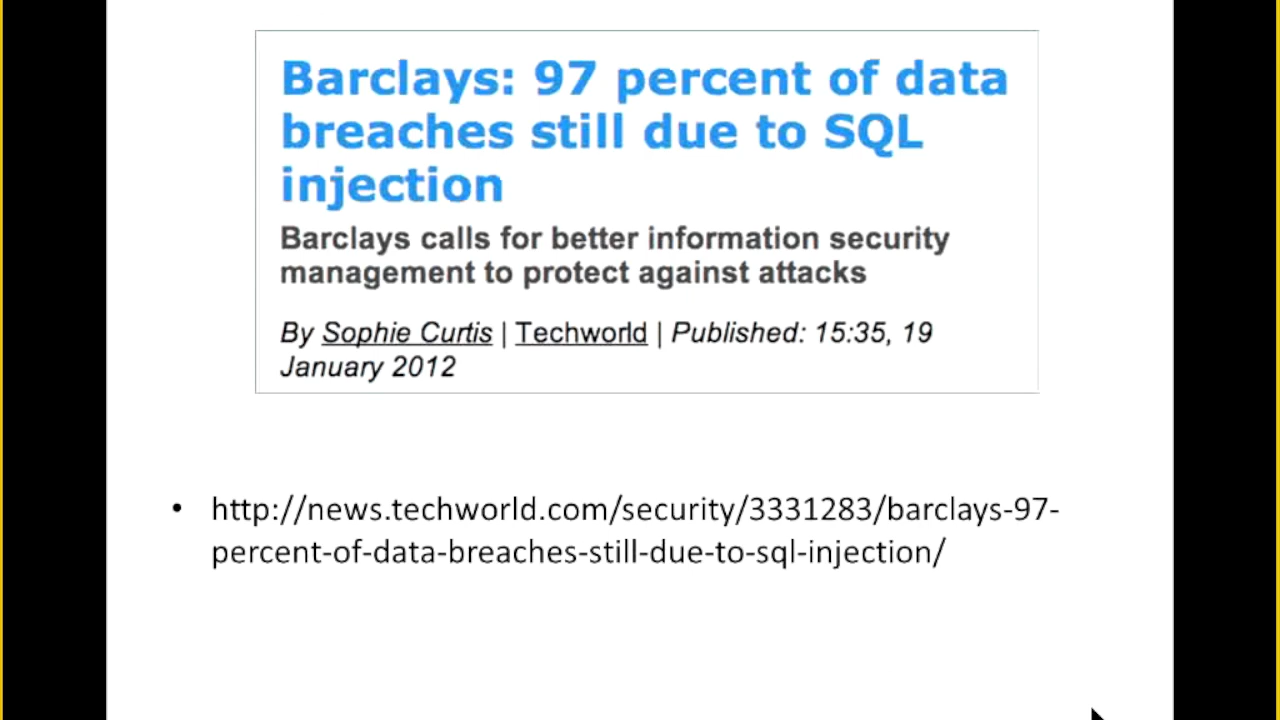 Barclays: 97 percent of data
breaches still due to SQL
injection
Barclays calls for better information security
management to protect against attacks
By Sophie Curtis | Techworld | Published: 15:35, 19
January 2012
• http://news.techworld.com/security/3331283/barclays-97-
percent-of-data-breaches-still-due-to-sql-injection/